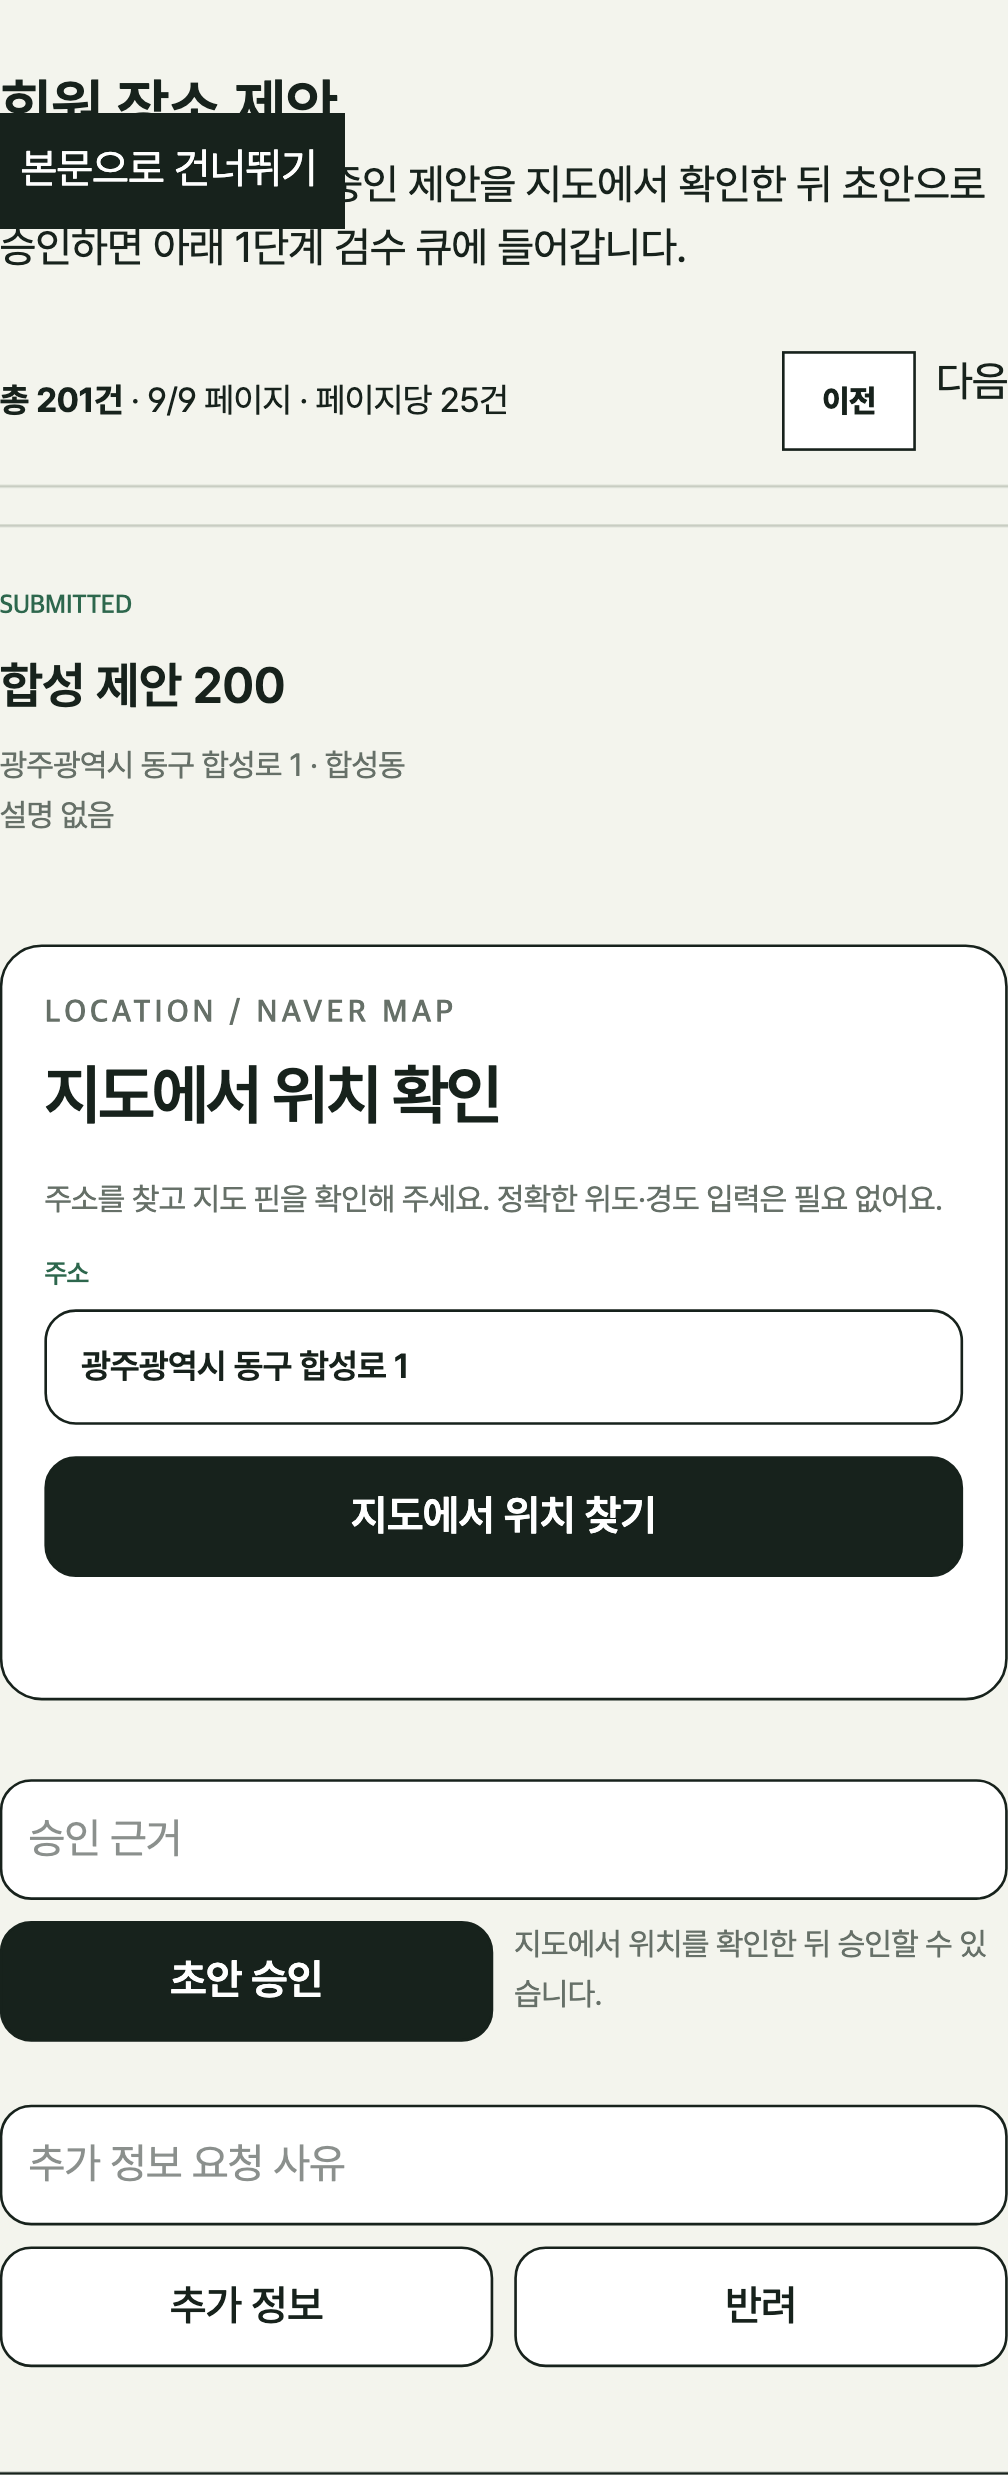 회원 장소 제안
본문으로 건너뛰기
제안을 지도에서 확인한 뒤 초안으로
승인하면 아래 1단계 검수 큐에 들어갑니다.
총 201건 · 9/9 페이지 · 페이지당 25건
이전
다음
SUBMITTED
합성 제안 200
광주광역시 동구 합성로 1 · 합성동
설명 없음
LOCATION / NAVER MAP
지도에서 위치 확인
주소를 찾고 지도 핀을 확인해 주세요. 정확한 위도·경도 입력은 필요 없어요.
주소
광주광역시 동구 합성로 1
지도에서 위치 찾기
승인 근거
초안 승인
지도에서 위치를 확인한 뒤 승인할 수 있
습니다.
추가 정보 요청 사유
추가 정보
반려